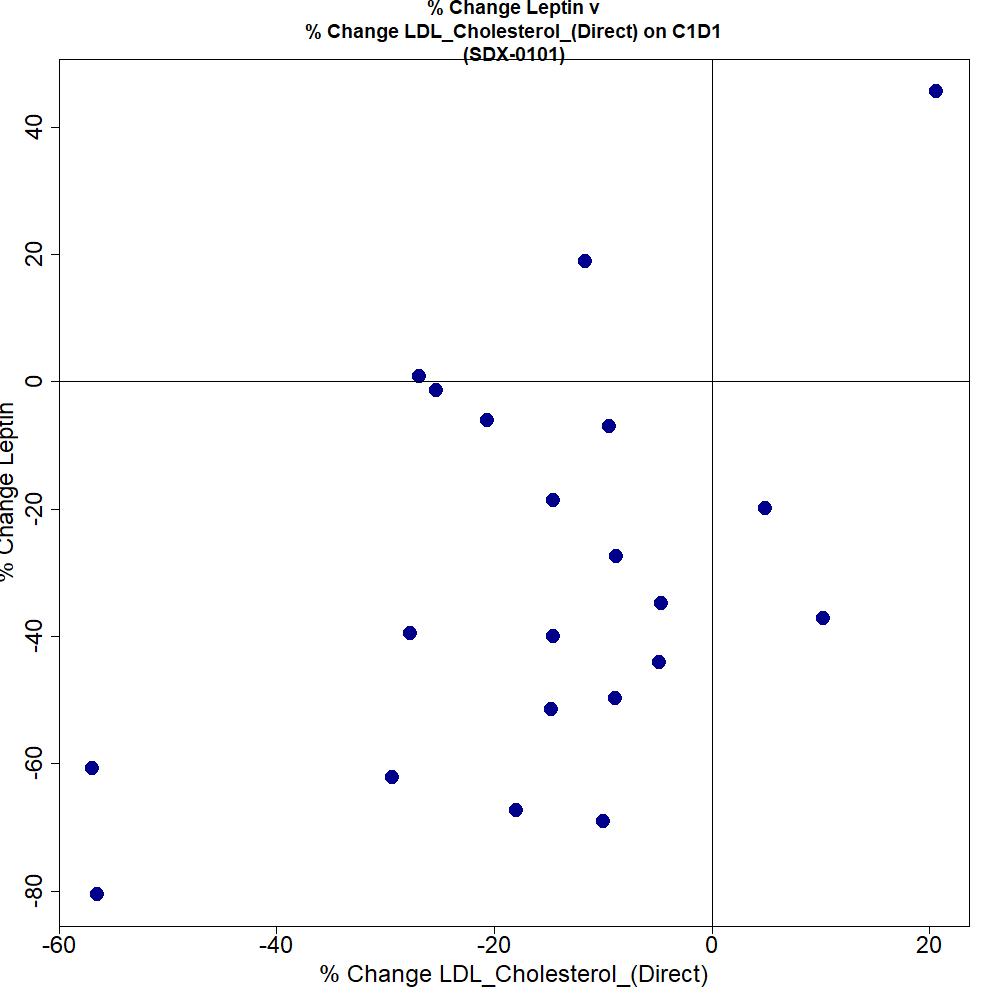 % Change Leptin v
% Change LDL_Cholesterol_(Direct) on C1D1
(SDX-0101)
% Change Leptin
40
20
0
-20
-40
-60
-80
-60
-40
-20
0
20
% Change LDL_Cholesterol_(Direct)